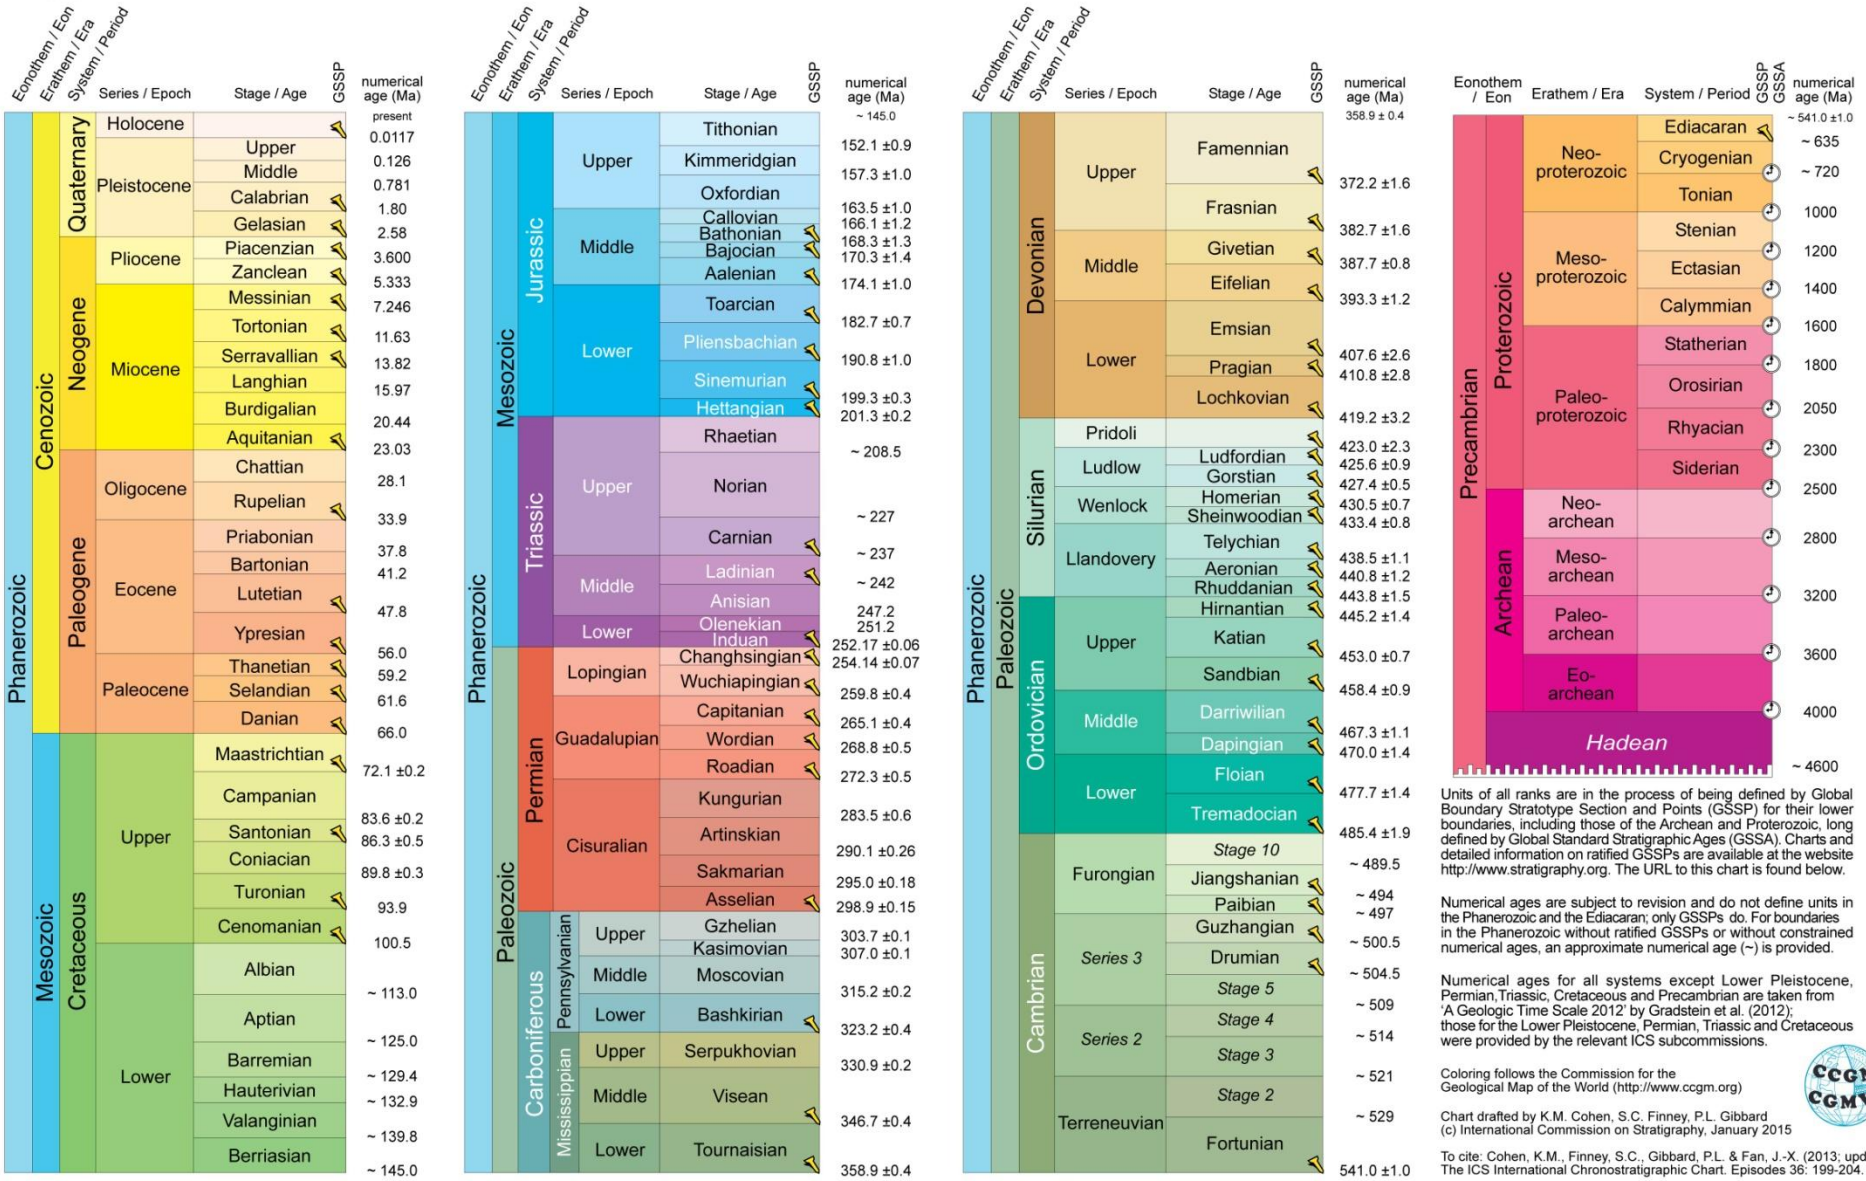 Eonothem / Eon
Erathem / Era
System / Period
Series / Epoch
Stage / Age
GSSP
numerical
age (Ma)
Phanerozoic
Cenozoic
Mesozoic
Quaternary
Neogene
Paleogene
Cretaceous
Holocene
Pleistocene
Pliocene
Miocene
Oligocene
Eocene
Paleocene
Upper
Lower
present
0.0117
Upper
0.126
Middle
0.781
Calabrian
1.80
Gelasian
2.58
Piacenzian
3.600
Zanclean
5.333
Messinian
7.246
Tortonian
11.63
Serravallian
13.82
Langhian
15.97
Burdigalian
20.44
Aquitanian
23.03
Chattian
28.1
Rupelian
33.9
Priabonian
37.8
Bartonian
41.2
Lutetian
47.8
Ypresian
56.0
Thanetian
59.2
Selandian
61.6
Danian
66.0
Maastrichtian
72.1 ±0.2
Campanian
83.6 ±0.2
Santonian
86.3 ±0.5
Coniacian
89.8 ±0.3
Turonian
93.9
Cenomanian
100.5
Albian
~ 113.0
Aptian
~ 125.0
Barremian
~ 129.4
Hauterivian
~ 132.9
Valanginian
~ 139.8
Berriasian
~ 145.0
Eonothem / Eon
Erathem / Era
System / Period
Series / Epoch
Stage / Age
GSSP
numerical
age (Ma)
Phanerozoic
Phanerozoic
Mesozoic
Paleozoic
Jurassic
Triassic
Permian
Carboniferous
Pennsylvanian
Mississippian
Upper
Middle
Lower
Upper
Middle
Lower
Lopingian
Guadalupian
Cisuralian
Upper
Middle
Lower
Upper
Middle
Lower
~ 145.0
Tithonian
152.1 ±0.9
Kimmeridgian
157.3 ±1.0
Oxfordian
163.5 ±1.0
Callovian
166.1 ±1.2
Bathonian
168.3 ±1.3
Bajocian
170.3 ±1.4
Aalenian
174.1 ±1.0
Toarcian
182.7 ±0.7
Pliensbachian
190.8 ±1.0
Sinemurian
199.3 ±0.3
Hettangian
201.3 ±0.2
Rhaetian
~ 208.5
Norian
~ 227
Carnian
~ 237
Ladinian
~ 242
Anisian
247.2
Olenekian
251.2
Induan
252.17 ±0.06
Changhsingian
254.14 ±0.07
Wuchiapingian
259.8 ±0.4
Capitanian
265.1 ±0.4
Wordian
268.8 ±0.5
Roadian
272.3 ±0.5
Kungurian
283.5 ±0.6
Artinskian
290.1 ±0.26
Sakmarian
295.0 ±0.18
Asselian
298.9 ±0.15
Gzhelian
303.7 ±0.1
Kasimovian
307.0 ±0.1
Moscovian
315.2 ±0.2
Bashkirian
323.2 ±0.4
Serpukhovian
330.9 ±0.2
Visean
346.7 ±0.4
Tournaisian
358.9 ±0.4
Eonothem / Eon
Erathem / Era
System / Period
Series / Epoch
Stage / Age
GSSP
numerical
age (Ma)
Phanerozoic
Paleozoic
Devonian
Silurian
Ordovician
Cambrian
Upper
Middle
Lower
Pridoli
Ludlow
Wenlock
Llandovery
Upper
Middle
Lower
Furongian
Series 3
Series 2
Terreneuvian
358.9 ± 0.4
Famennian
372.2 ±1.6
Frasnian
382.7 ±1.6
Givetian
387.7 ±0.8
Eifelian
393.3 ±1.2
Emsian
407.6 ±2.6
Pragian
410.8 ±2.8
Lochkovian
419.2 ±3.2
423.0 ±2.3
Ludfordian
425.6 ±0.9
Gorstian
427.4 ±0.5
Homerian
430.5 ±0.7
Sheinwoodian
433.4 ±0.8
Telychian
438.5 ±1.1
Aeronian
440.8 ±1.2
Rhuddanian
443.8 ±1.5
Hirnantian
445.2 ±1.4
Katian
453.0 ±0.7
Sandbian
458.4 ±0.9
Darriwilian
467.3 ±1.1
Dapingian
470.0 ±1.4
Floian
477.7 ±1.4
Tremadocian
485.4 ±1.9
Stage 10
~ 489.5
Jiangshanian
~ 494
Paibian
~ 497
Guzhangian
~ 500.5
Drumian
~ 504.5
Stage 5
~ 509
Stage 4
~ 514
Stage 3
~ 521
Stage 2
~ 529
Fortunian
541.0 ±1.0
Eonothem
/ Eon
Erathem / Era
System / Period
GSSP
GSSA
numerical
age (Ma)
Precambrian
Proterozoic
Archean
Neo-
proterozoic
Meso-
proterozoic
Paleo-
proterozoic
Neo-
archean
Meso-
archean
Paleo-
archean
Eo-
archean
Hadean
~ 541.0 ±1.0
Ediacaran
~ 635
Cryogenian
~ 720
Tonian
1000
Stenian
1200
Ectasian
1400
Calymmian
1600
Statherian
1800
Orosirian
2050
Rhyacian
2300
Siderian
2500
2800
3200
3600
4000
~ 4600
Units of all ranks are in the process of being defined by Global
Boundary Stratotype Section and Points (GSSP) for their lower
boundaries, including those of the Archean and Proterozoic, long
defined by Global Standard Stratigraphic Ages (GSSA). Charts and
detailed information on ratified GSSPs are available at the website
http://www.stratigraphy.org. The URL to this chart is found below.
Numerical ages are subject to revision and do not define units in
the Phanerozoic and the Ediacaran; only GSSPs do. For boundaries
in the Phanerozoic without ratified GSSPs or without constrained
numerical ages, an approximate numerical age (~) is provided.
Numerical ages for all systems except Lower Pleistocene,
Permian,Triassic, Cretaceous and Precambrian are taken from
'A Geologic Time Scale 2012' by Gradstein et al. (2012);
those for the Lower Pleistocene, Permian, Triassic and Cretaceous
were provided by the relevant ICS subcommissions.
Coloring follows the Commission for the
Geological Map of the World (http://www.ccgm.org)
Chart drafted by K.M. Cohen, S.C. Finney, P.L. Gibbard
(c) International Commission on Stratigraphy, January 2015
To cite: Cohen, K.M., Finney, S.C., Gibbard, P.L. & Fan, J.-X. (2013; upd
The ICS International Chronostratigraphic Chart. Episodes 36: 199-204.